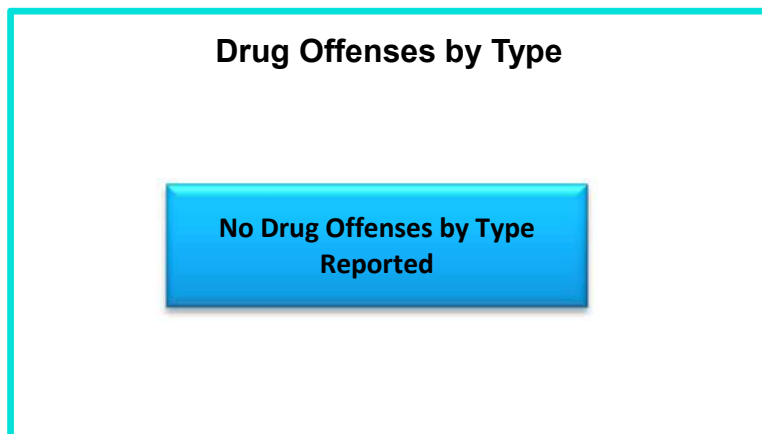 Drug Offenses by Type
No Drug Offenses by Type
Reported